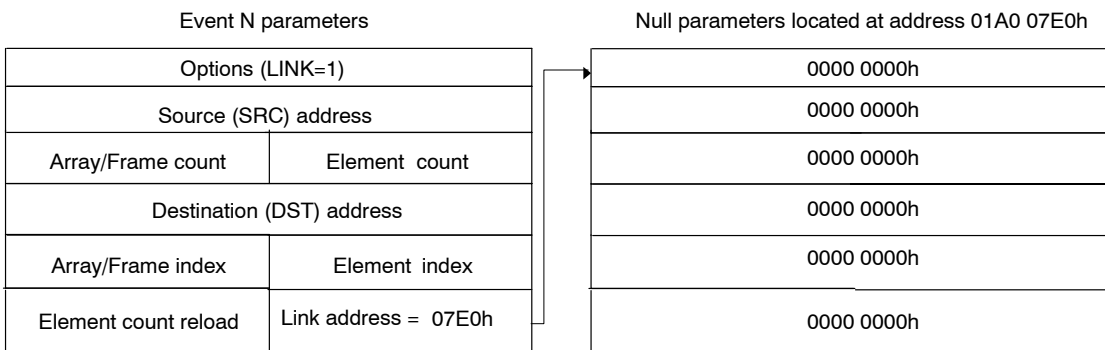 Event N parameters
Null parameters located at address 01A0 07E0h
Options (LINK=1)
Source (SRC) address
Array/Frame count
Element count
Destination (DST) address
Array/Frame index
Element index
Element count reload
Link address = 07E0h
0000 0000h
0000 0000h
0000 0000h
0000 0000h
0000 0000h
0000 0000h